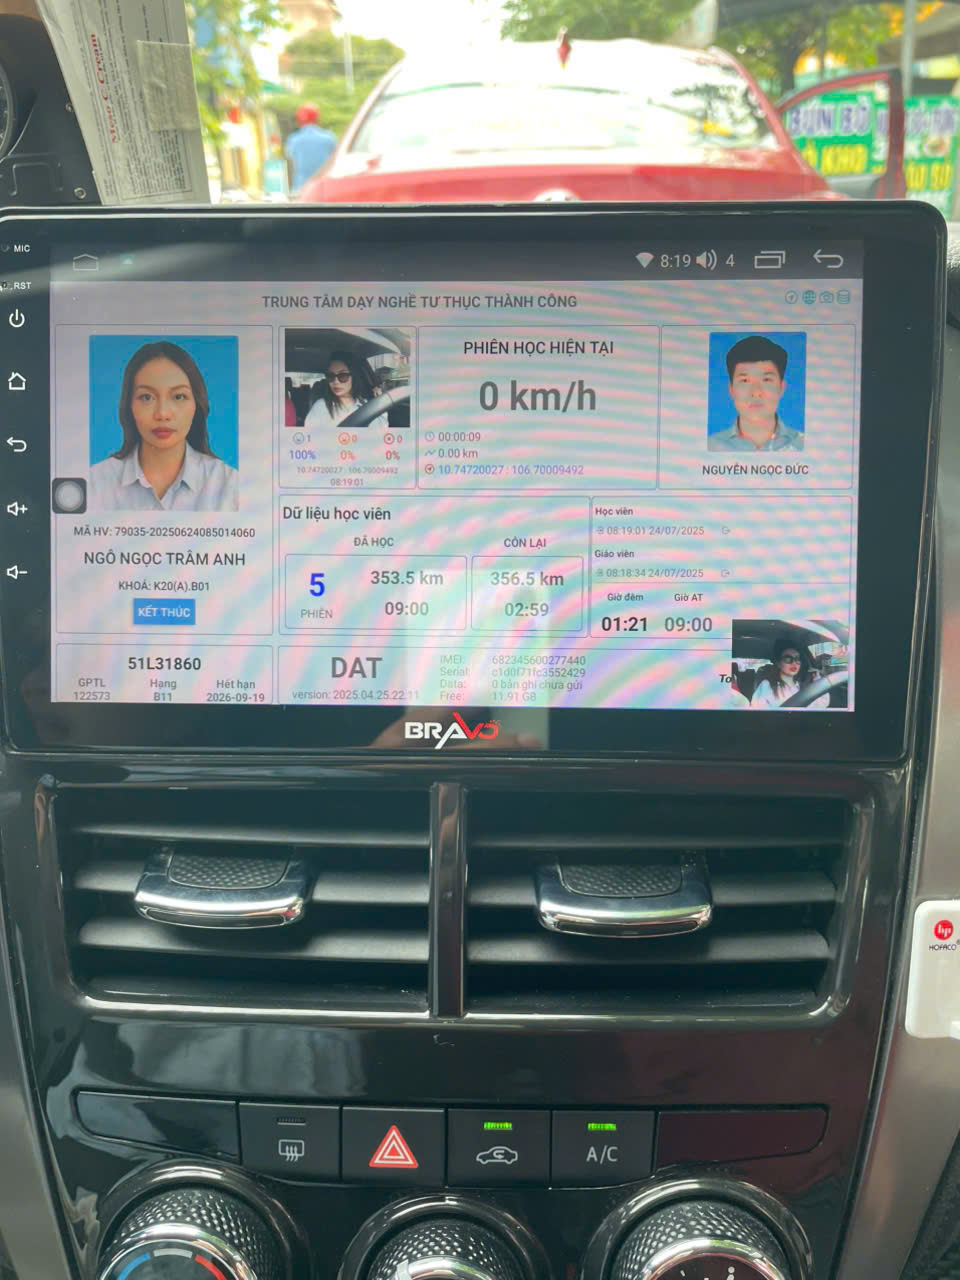 Cream
MIC
RST
8:19 4
TRUNG TÂM DẠY NGHỀ TƯ THỤC THÀNH CÔNG
MÃ HV: 79035-20250624085014060
NGÔ NGỌC TRÂM ANH
KHOÁ: K20(A).B01
KẾT THÚC
1 0 0
100% 0% 0%
10.74720027 : 106.70009492
08:19:01
PHIÊN HỌC HIỆN TẠI
0 km/h
00:00:09
0.00 km
10.74720027 : 106.70009492
NGUYỄN NGỌC ĐỨC
Dữ liệu học viên
ĐÃ HỌC
CÒN LẠI
5
PHIÊN
353.5 km
09:00
356.5 km
02:59
Học viên
08:19:01 24/07/2025
Giáo viên
08:18:34 24/07/2025
Giờ đêm Giờ AT
01:21 09:00
51L31860
GPTL Hạng Hết hạn
122573 B11 2026-09-19
DAT
version: 2025.04.25.22.11
IMEI: 682345600277440
Serial: c1d0f71fc3552429
Data: 0 bản ghi chưa gửi
Free: 11.91 GB
To
BRAVO
BÚN BÒ
KHO
hp
HOFACO
A/C